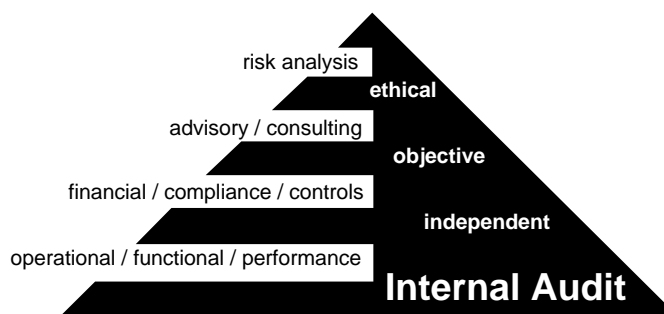 risk analysis
ethical
advisory / consulting
objective
financial / compliance / controls
independent
operational / functional / performance
Internal Audit